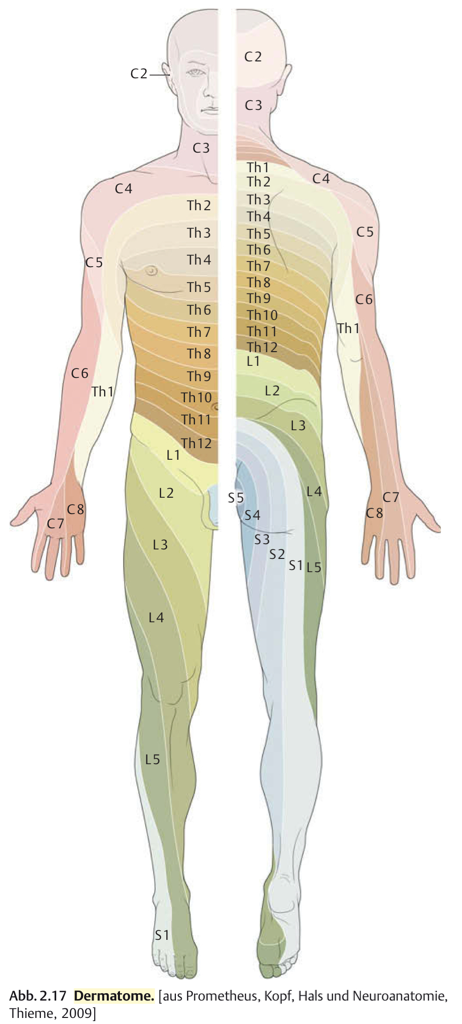 C2
C2
C3
C3
C4
C4
Th1
Th2
Th2
Th3
Th3
Th4
Th4
Th5
Th5
Th6
Th6
Th7
Th7
Th8
Th8
Th9
Th9
Th10
Th10
Th11
Th11
Th12
Th12
C5
C5
C6
C6
Th1
Th1
L1
L1
L2
L2
L3
L3
L4
L4
S5
S4
S3
S2
S1
L5
C7
C8
C7
C8
L5
S1
Abb. 2.17 Dermatome. [aus Prometheus, Kopf, Hals und Neuroanatomie,
Thieme, 2009]